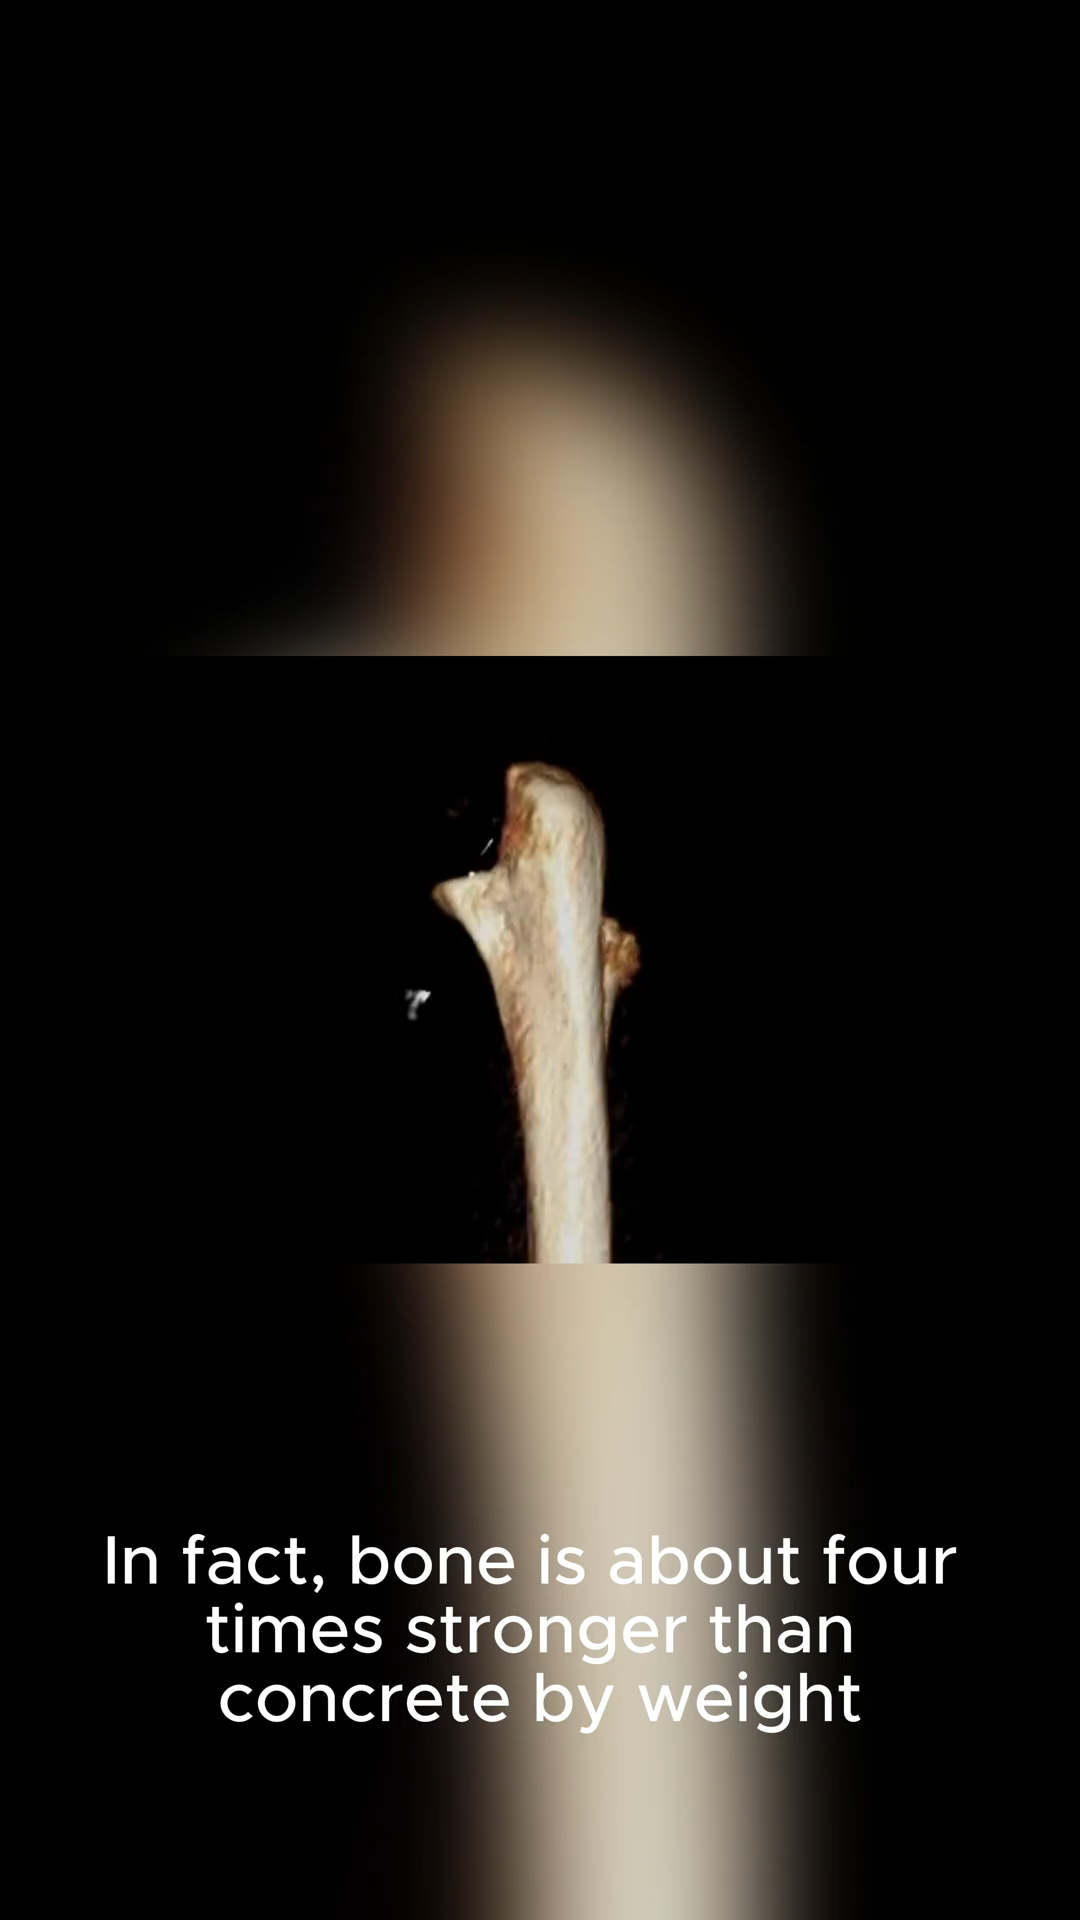 In fact, bone is about four
times stronger than
concrete by weight